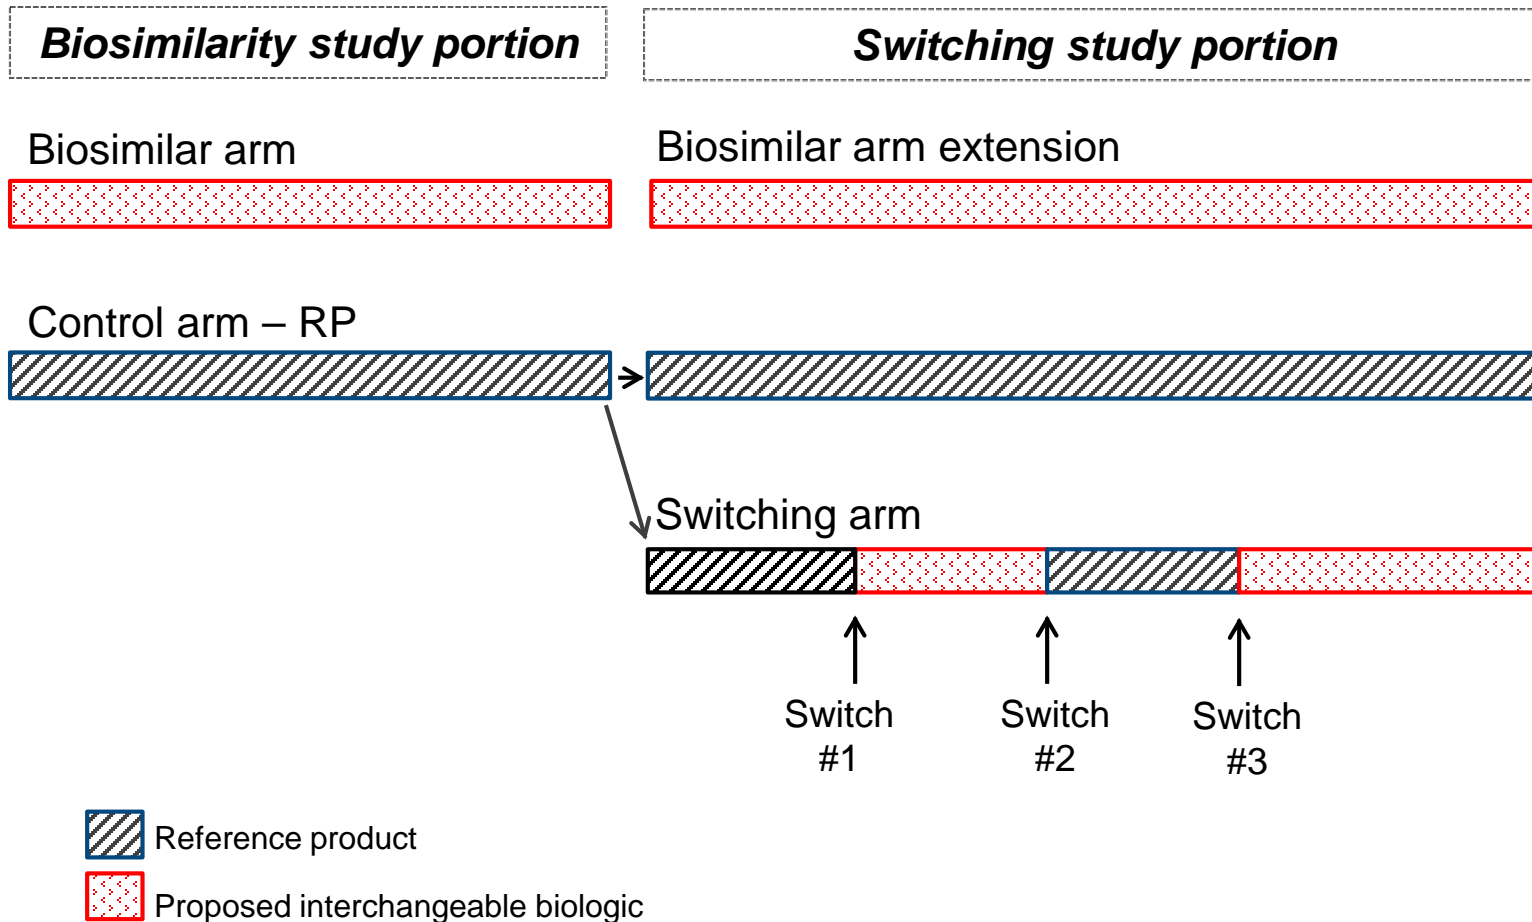 Biosimilarity study portion
Switching study portion
Biosimilar arm
Biosimilar arm extension
Control arm – RP
Switching arm
Switch
#1
Switch
#2
Switch
#3
Reference product
Proposed interchangeable biologic